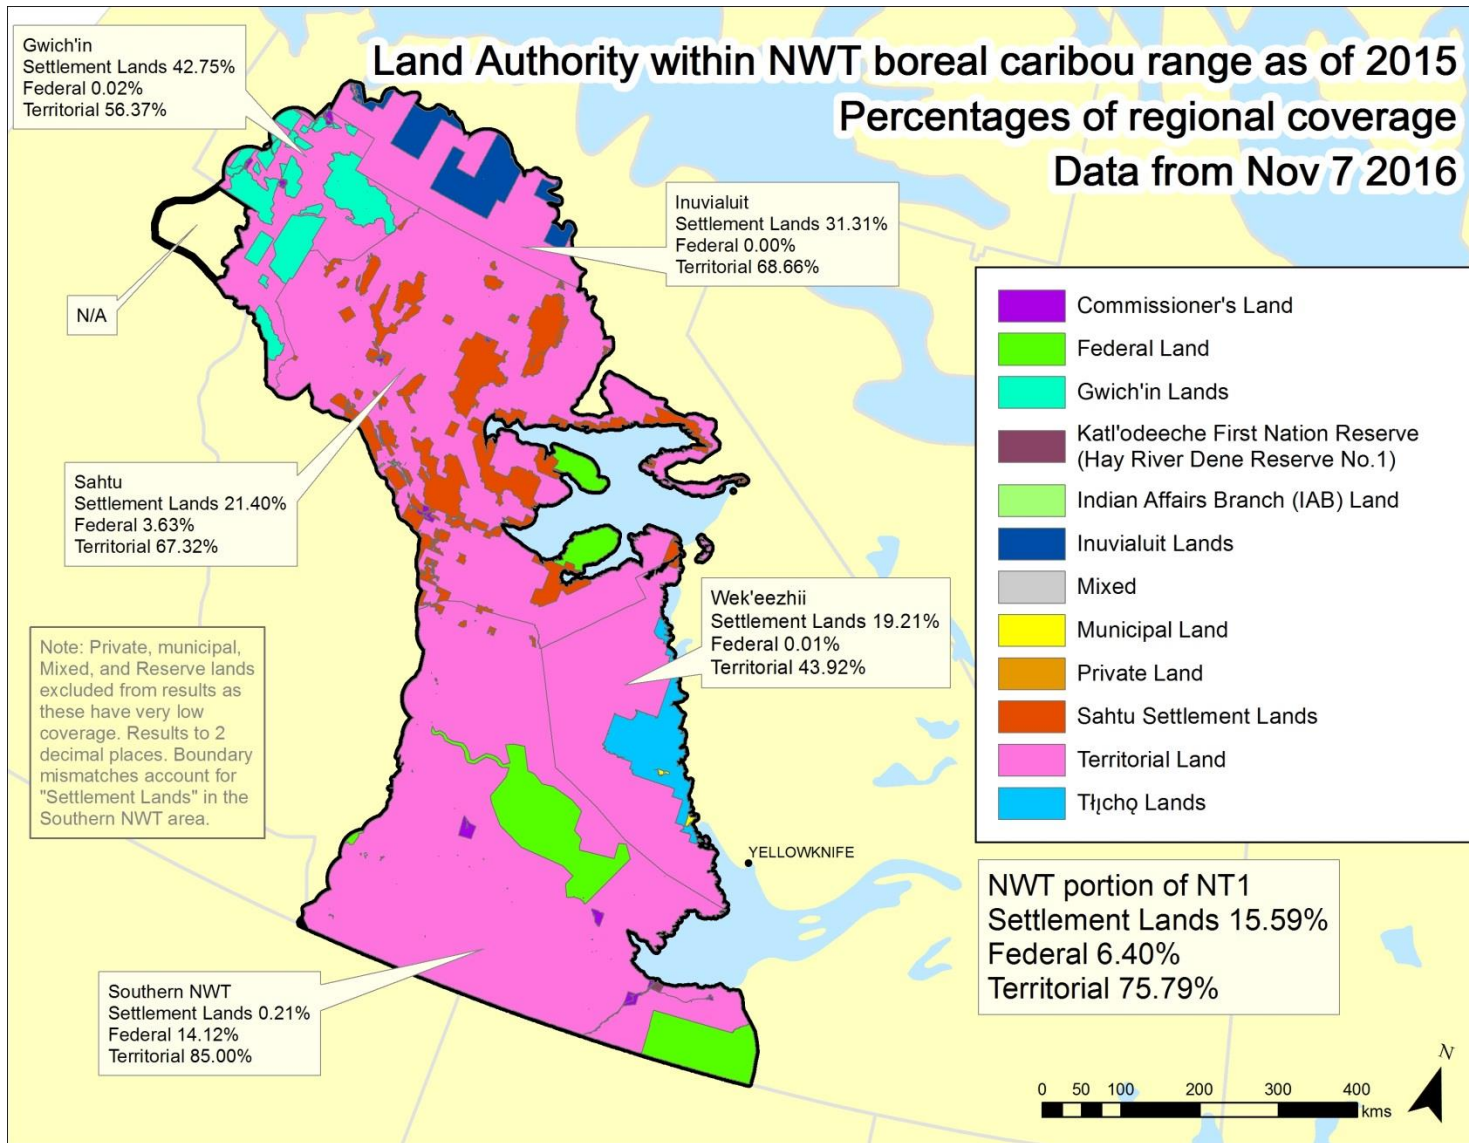 Land Authority within NWT boreal caribou range as of 2015
Percentages of regional coverage
Data from Nov 7 2016
Gwich'in
Settlement Lands 42.75%
Federal 0.02%
Territorial 56.37%
Inuvialuit
Settlement Lands 31.31%
Federal 0.00%
Territorial 68.66%
N/A
Sahtu
Settlement Lands 21.40%
Federal 3.63%
Territorial 67.32%
Wek'eezhii
Settlement Lands 19.21%
Federal 0.01%
Territorial 43.92%
Note: Private, municipal,
Mixed, and Reserve lands
excluded from results as
these have very low
coverage. Results to 2
decimal places. Boundary
mismatches account for
"Settlement Lands" in the
Southern NWT area.
YELLOWKNIFE
Southern NWT
Settlement Lands 0.21%
Federal 14.12%
Territorial 85.00%
Commissioner's Land
Federal Land
Gwich'in Lands
Katl'odeeche First Nation Reserve
(Hay River Dene Reserve No.1)
Indian Affairs Branch (IAB) Land
Inuvialuit Lands
Mixed
Municipal Land
Private Land
Sahtu Settlement Lands
Territorial Land
Tłı̨chǫ Lands
NWT portion of NT1
Settlement Lands 15.59%
Federal 6.40%
Territorial 75.79%
N
0 50 100 200 300 400
kms